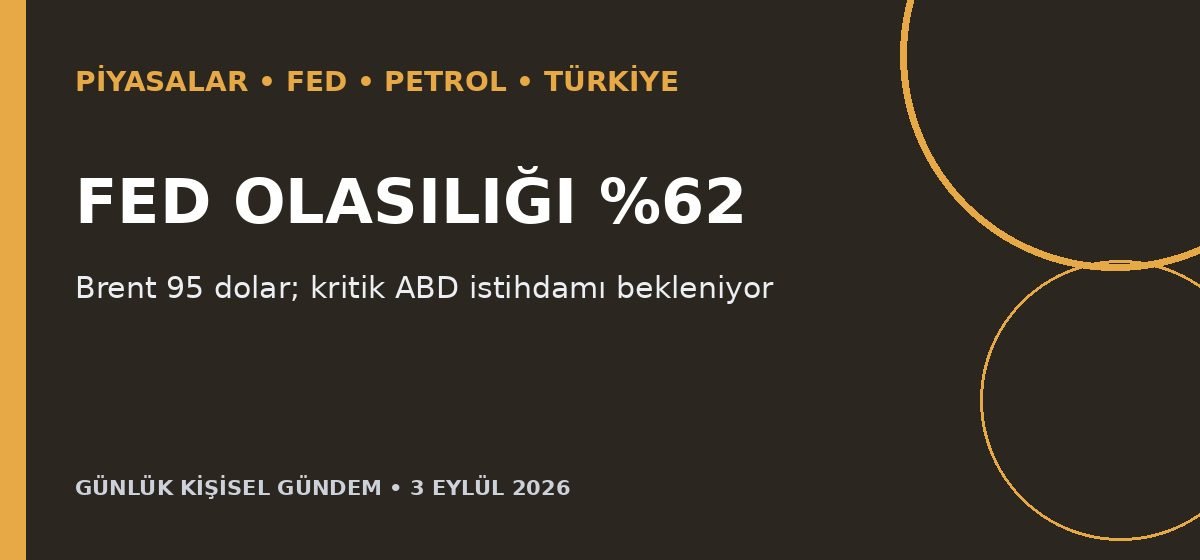 PİYASALAR • FED • PETROL • TÜRKİYE
FED OLASILIĞI %62
Brent 95 dolar; kritik ABD istihdamı bekleniyor
GÜNLÜK KİŞİSEL GÜNDEM • 3 EYLÜL 2026